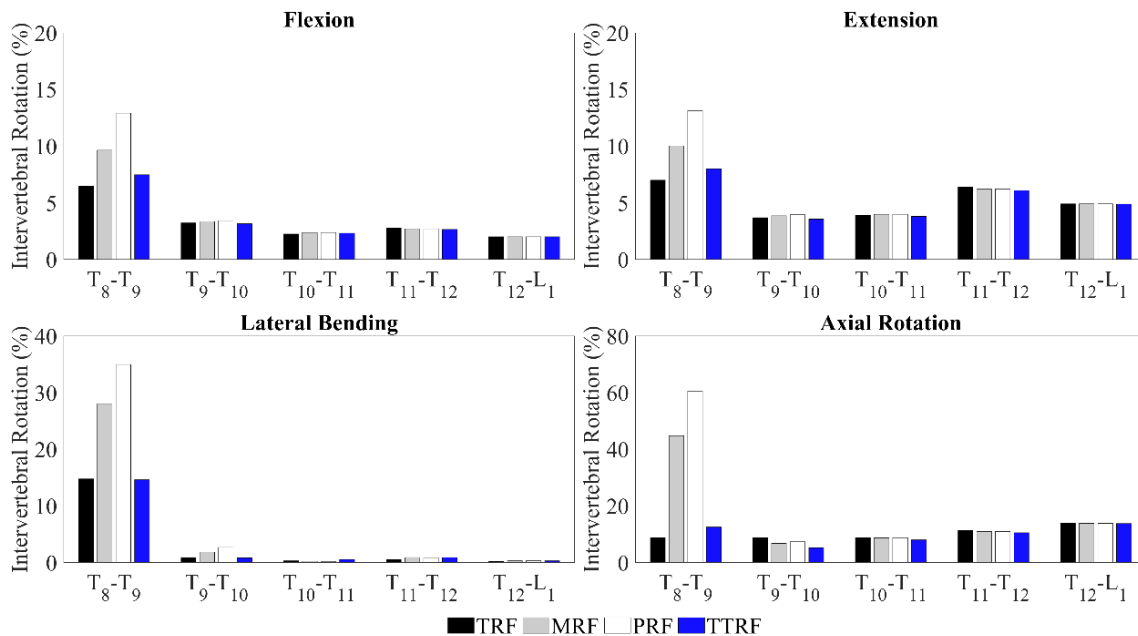 Flexion
Intervertebral Rotation (%)
20
15
10
5
0
T8-T9
T9-T10
T10-T11
T11-T12
T12-L1
Extension
Intervertebral Rotation (%)
20
15
10
5
0
T8-T9
T9-T10
T10-T11
T11-T12
T12-L1
Lateral Bending
Intervertebral Rotation (%)
40
30
20
10
0
T8-T9
T9-T10
T10-T11
T11-T12
T12-L1
Axial Rotation
Intervertebral Rotation (%)
80
60
40
20
0
T8-T9
T9-T10
T10-T11
T11-T12
T12-L1
TRF MRF PRF TTRF